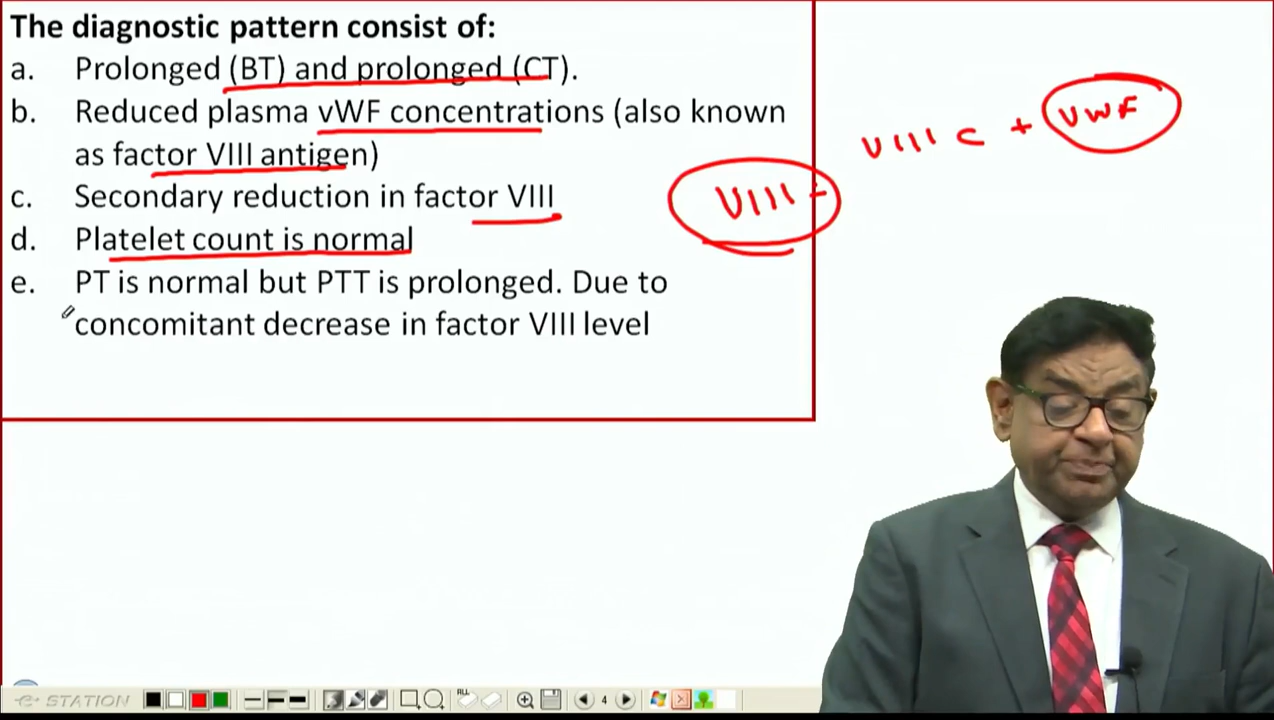 The diagnostic pattern consist of:
a. Prolonged (BT) and prolonged (CT).
b. Reduced plasma vWF concentrations (also known
as factor VIII antigen)
c. Secondary reduction in factor VIII
d. Platelet count is normal
e. PT is normal but PTT is prolonged. Due to
concomitant decrease in factor VIII level
VIII C + VWF
VIII -
e-STATION
ALL
4